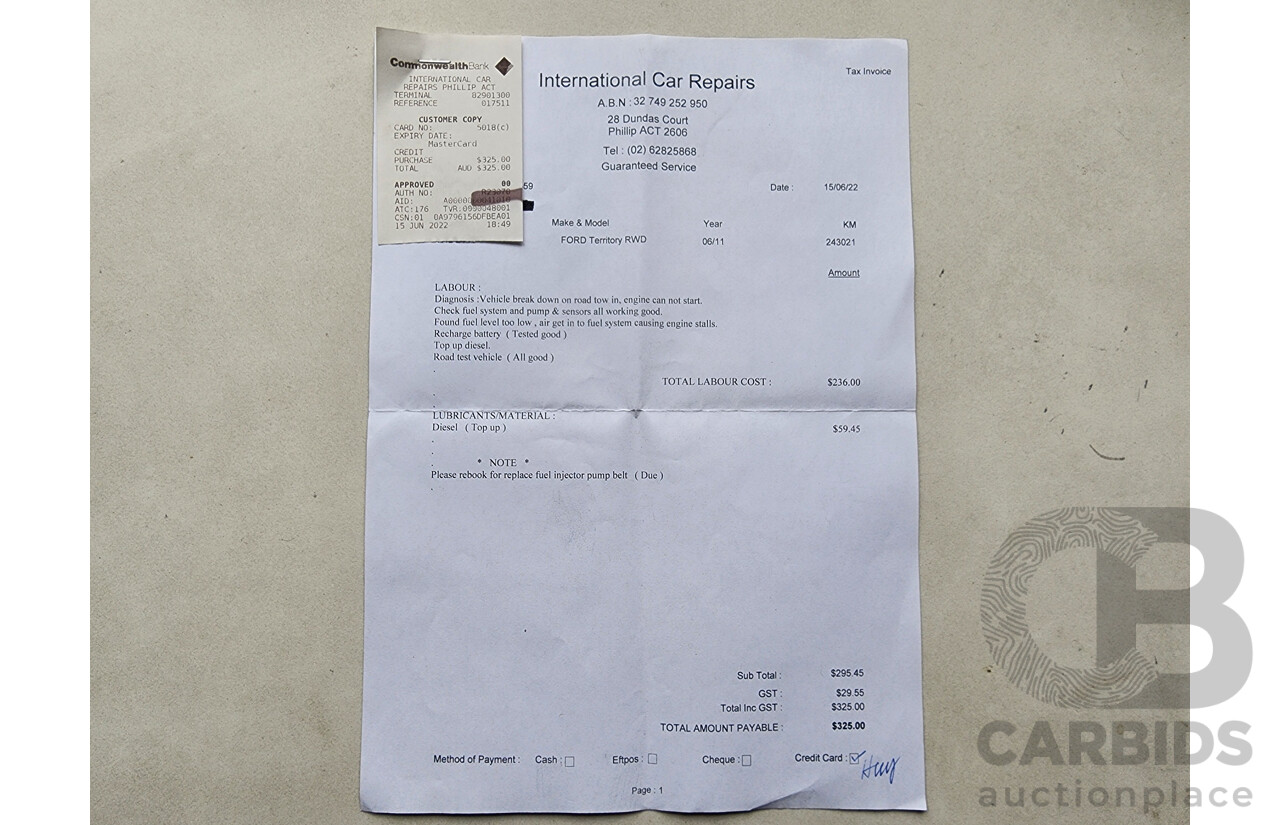 CommonwealthBank
INTERNATIONAL CAR
REPAIRS PHILLIP ACT
TERMINAL 82901300
REFERENCE 017511
CUSTOMER COPY
CARD NO: 5018(c)
EXPIRY DATE:
MasterCard
CREDIT
PURCHASE $325.00
TOTAL AUD $325.00
APPROVED 00
AUTH NO:
AID:
ATC:176 TVR:0990048001
CSN:01 0A9796156DFBEA01
15 JUN 2022 18:49
International Car Repairs
Tax Invoice
A.B.N : 32 749 252 950
28 Dundas Court
Phillip ACT 2606
Tel : (02) 62825868
Guaranteed Service
59
Date : 15/06/22
Make & Model Year KM
FORD Territory RWD 06/11 243021
Amount
LABOUR :
Diagnosis :Vehicle break down on road tow in, engine can not start.
Check fuel system and pump & sensors all working good.
Found fuel level too low , air get in to fuel system causing engine stalls.
Recharge battery ( Tested good )
Top up diesel.
Road test vehicle ( All good )
.
TOTAL LABOUR COST : $236.00
.
.
LUBRICANTS/MATERIAL :
Diesel ( Top up ) $59.45
.
.
. * NOTE *
Please rebook for replace fuel injector pump belt ( Due )
.
Sub Total : $295.45
GST : $29.55
Total Inc GST : $325.00
TOTAL AMOUNT PAYABLE : $325.00
Method of Payment : Cash : Eftpos : Cheque : Credit Card :
Page : 1
CB
CARBIDS
auctionplace